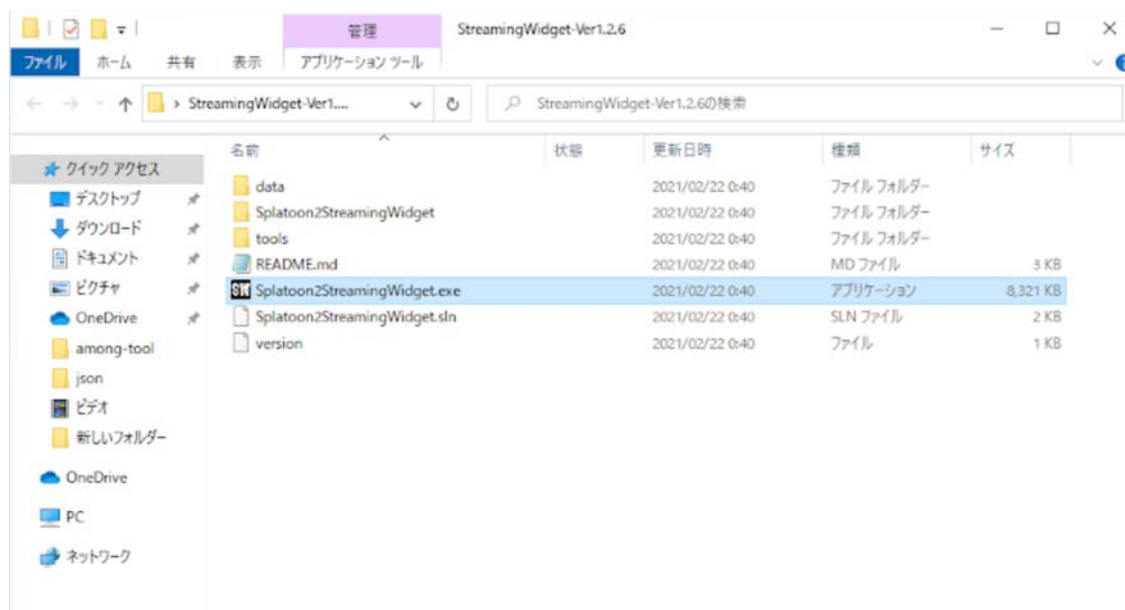 管理 StreamingWidget-Ver1.2.6
ファイル ホーム 共有 表示 アプリケーション ツール
StreamingWidget-Ver1.... StreamingWidget-Ver1.2.6の検索
名前 状態 更新日時 種類 サイズ
クイック アクセス
デスクトップ
ダウンロード
ドキュメント
ピクチャ
OneDrive
among-tool
json
ビデオ
新しいフォルダー
OneDrive
PC
ネットワーク
data 2021/02/22 0:40 ファイル フォルダー
Splatoon2StreamingWidget 2021/02/22 0:40 ファイル フォルダー
tools 2021/02/22 0:40 ファイル フォルダー
README.md 2021/02/22 0:40 MD ファイル 3 KB
Splatoon2StreamingWidget.exe 2021/02/22 0:40 アプリケーション 8,321 KB
Splatoon2StreamingWidget.sln 2021/02/22 0:40 SLN ファイル 2 KB
version 2021/02/22 0:40 ファイル 1 KB